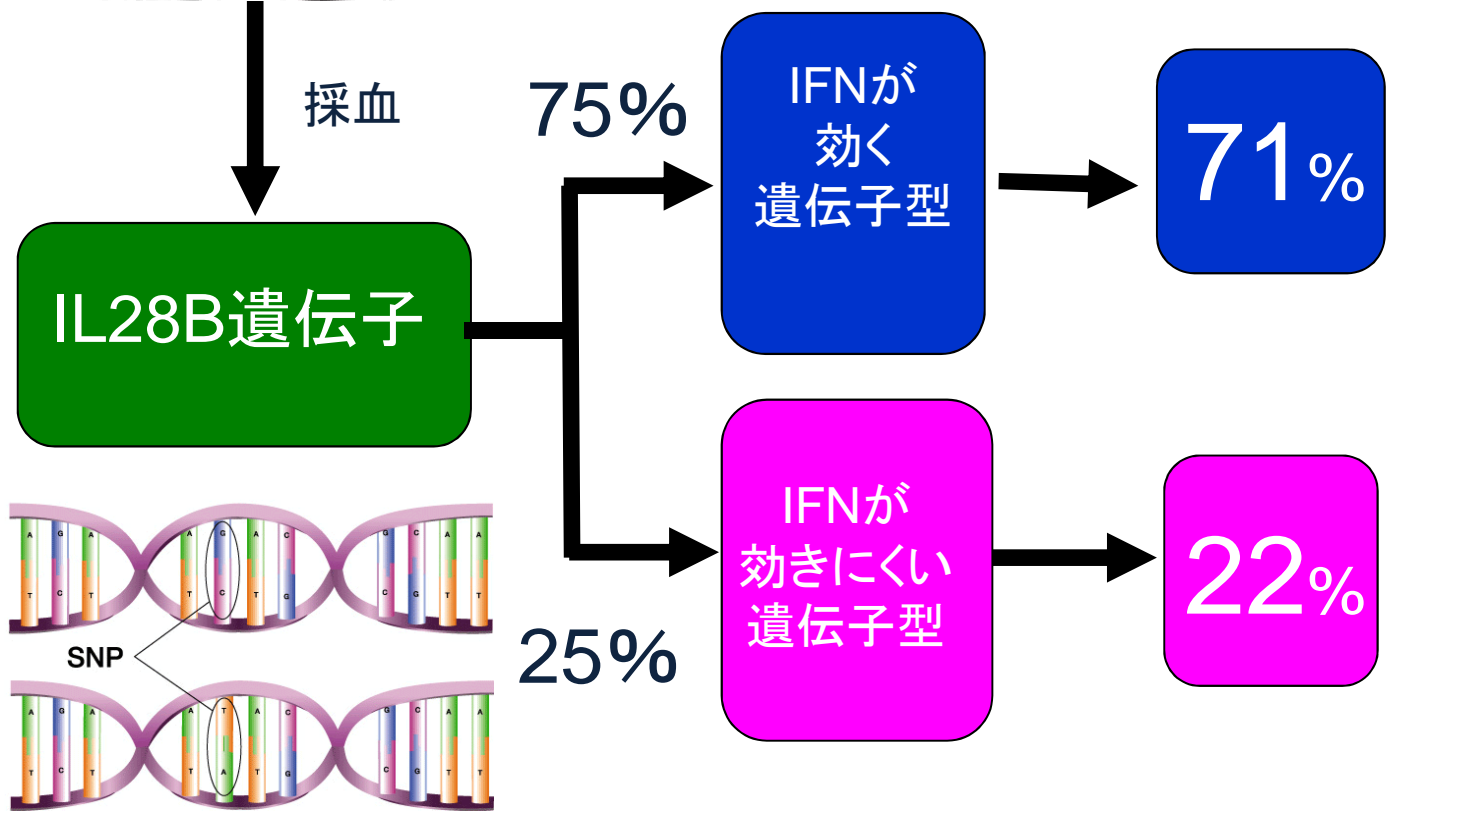 採血
75%
IFNが
効く
遺伝子型
71%
IL28B遺伝子
IFNが
効きにくい
遺伝子型
22%
25%
A G A A G A C G C A A
T C T T C T G C G T T
SNP
A G A A T A C G C A A
T C T T A T G C G T T